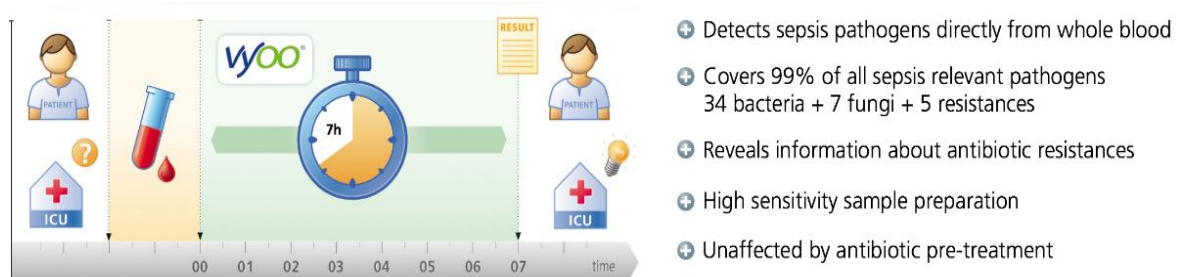 RESULT
VYOO®
PATIENT
PATIENT
7h
?
ICU
ICU
00 01 02 03 04 05 06 07 time
Detects sepsis pathogens directly from whole blood
Covers 99% of all sepsis relevant pathogens
34 bacteria + 7 fungi + 5 resistances
Reveals information about antibiotic resistances
High sensitivity sample preparation
Unaffected by antibiotic pre-treatment